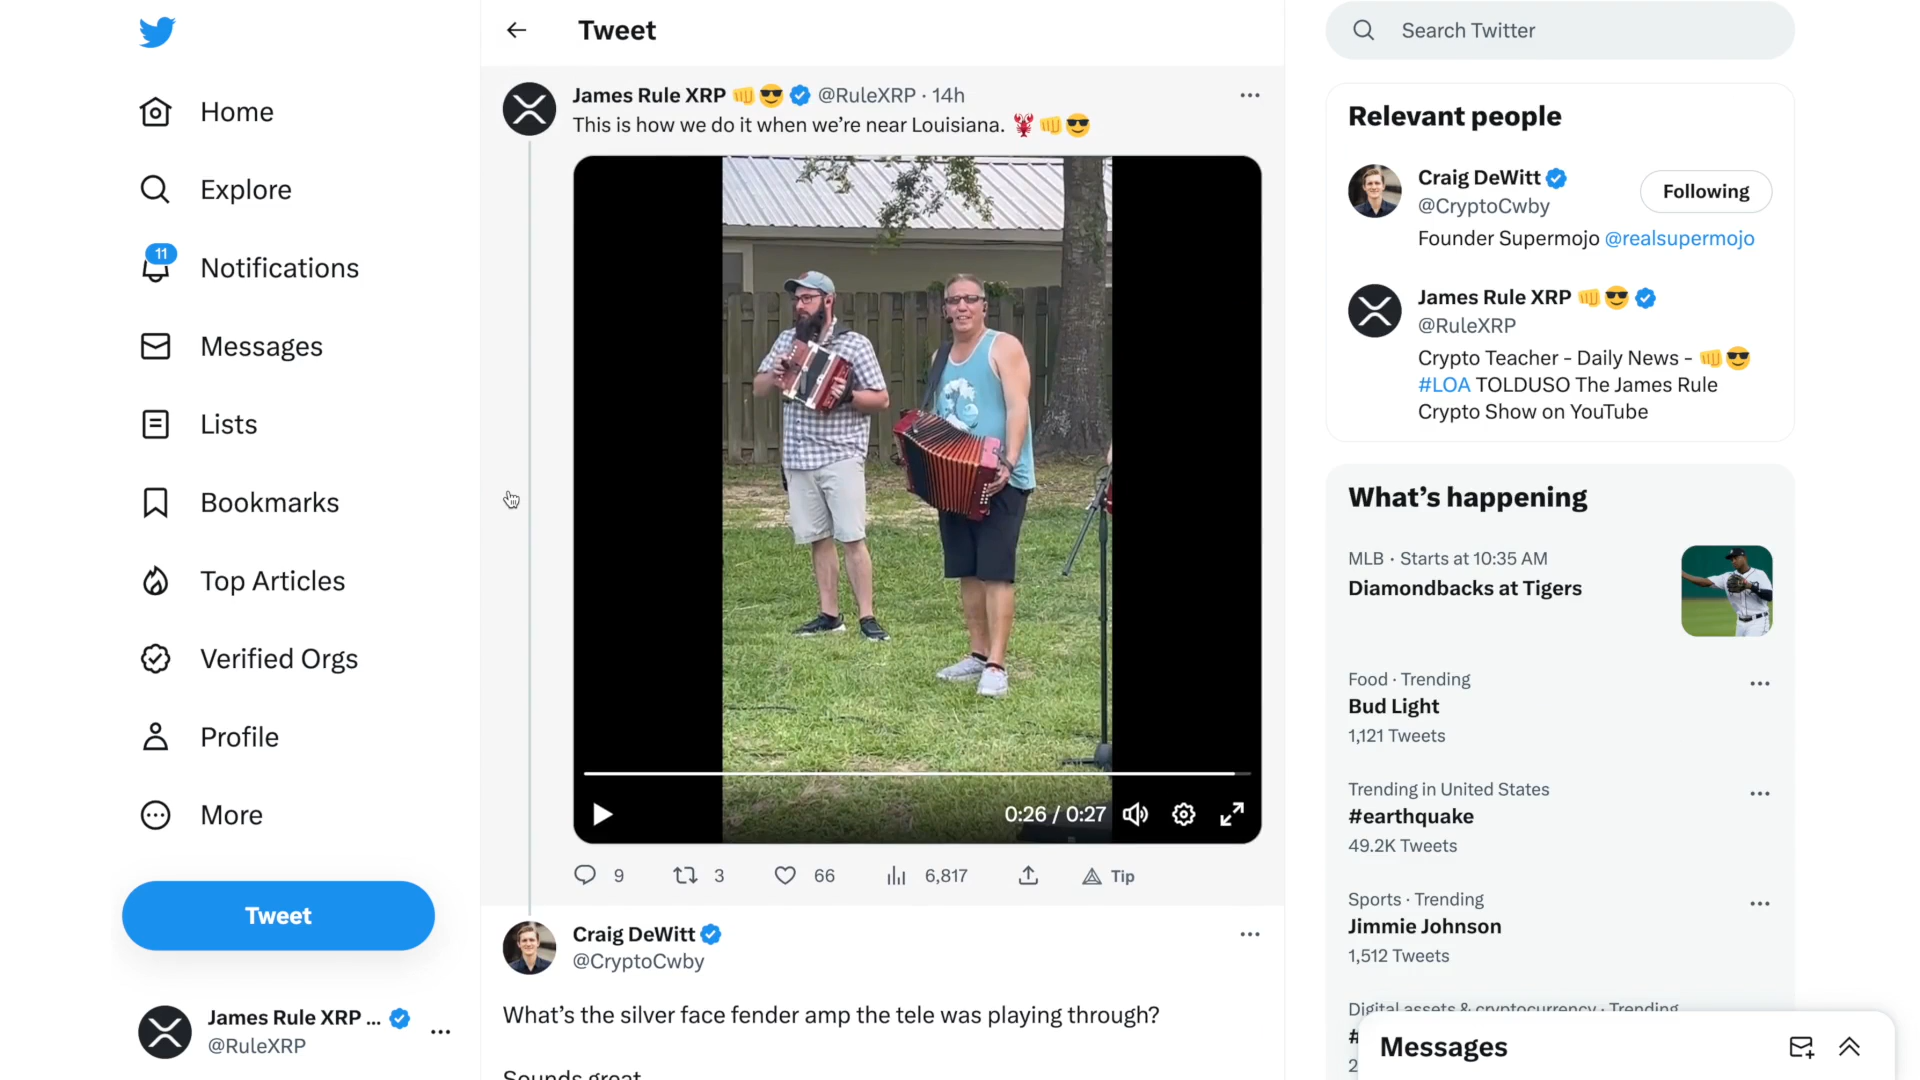 Tweet
Search Twitter
Home
Explore
11
Notifications
Messages
Lists
Bookmarks
Top Articles
Verified Orgs
Profile
More
Tweet
James Rule XRP ...
@RuleXRP
James Rule XRP 👊😎 @RuleXRP · 14h
This is how we do it when we’re near Louisiana. 🦞👊😎
0:26 / 0:27
9
3
66
6,817
Tip
Craig DeWitt
@CryptoCwby
What’s the silver face fender amp the tele was playing through?
Sounds great
Relevant people
Craig DeWitt
@CryptoCwby
Following
Founder Supermojo @realsupermojo
James Rule XRP 👊😎
@RuleXRP
Crypto Teacher - Daily News - 👊😎
#LOA TOLDUSO The James Rule
Crypto Show on YouTube
What’s happening
MLB · Starts at 10:35 AM
Diamondbacks at Tigers
Food · Trending
Bud Light
1,121 Tweets
Trending in United States
#earthquake
49.2K Tweets
Sports · Trending
Jimmie Johnson
1,512 Tweets
Digital assets & cryptocurrency · Trending
#
2
Messages